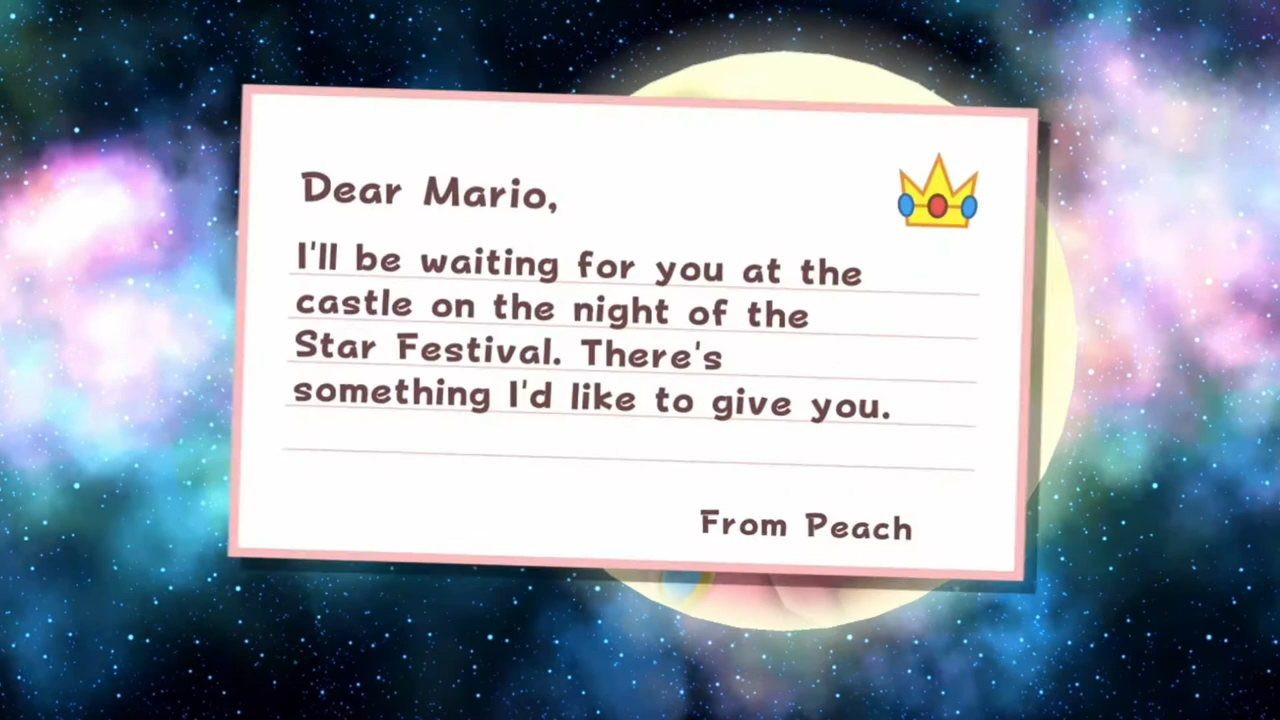 Dear Mario,
I'll be waiting for you at the
castle on the night of the
Star Festival. There's
something I'd like to give you.
From Peach